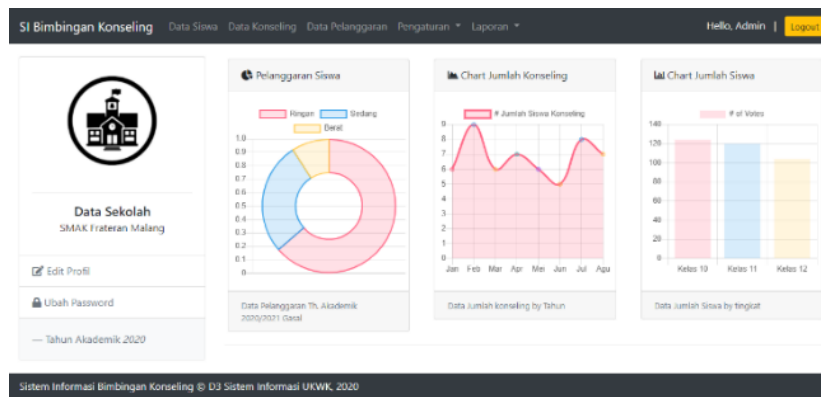 SI Bimbingan Konseling Data Siswa Data Konseling Data Pelanggaran Pengaturan Laporan Hello, Admin | Logout
Data Sekolah
SMAK Frateran Malang
Edit Profil
Ubah Password
— Tahun Akademik 2020
Pelanggaran Siswa
Ringan Sedang
Berat
1.0
0.9
0.8
0.7
0.6
0.5
0.4
0.3
0.2
0.1
0
Data Pelanggaran Th. Akademik
2020/2021 Gasal
Chart Jumlah Konseling
# Jumlah Siswa Konseling
9
8
7
6
5
4
3
2
1
0
Jan Feb Mar Apr Mei Jun Jul Agu
Data Jumlah konseling by Tahun
Chart Jumlah Siswa
# of Votes
140
120
100
80
60
40
20
0
Kelas 10 Kelas 11 Kelas 12
Data Jumlah Siswa by tingkat
Sistem Informasi Bimbingan Konseling © D3 Sistem Informasi UKWK, 2020